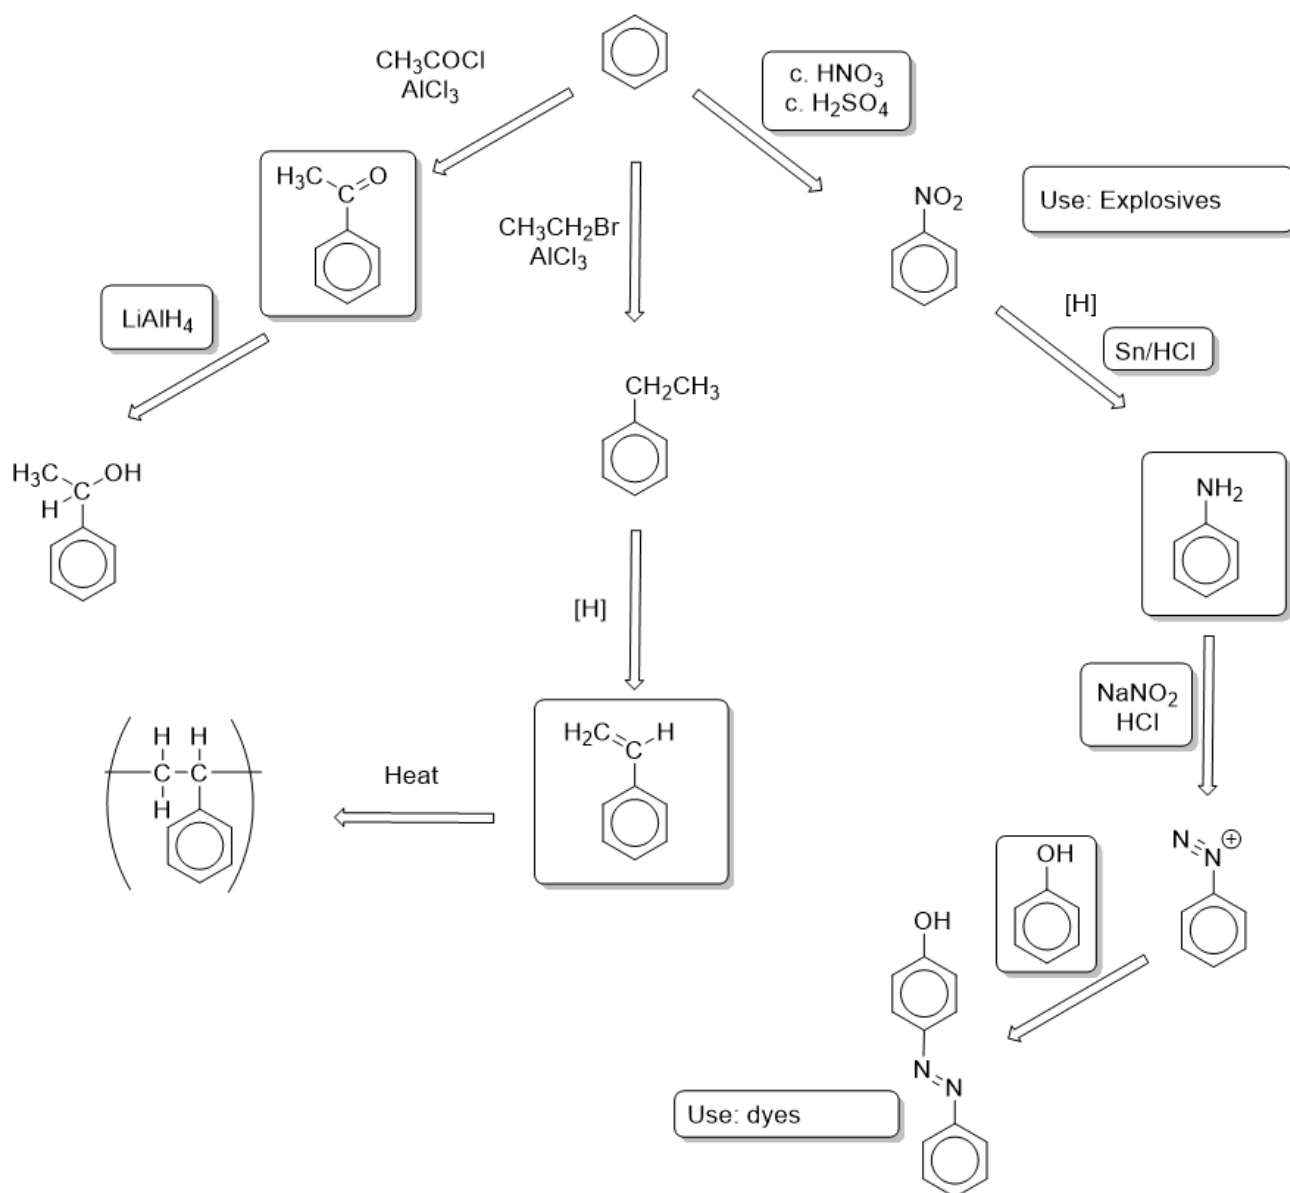 CH₃COCl
AlCl₃
c. HNO₃
c. H₂SO₄
H₃C
C
O
CH₃CH₂Br
AlCl₃
NO₂
Use: Explosives
LiAlH₄
[H]
Sn/HCl
CH₂CH₃
H₃C
OH
H
C
NH₂
[H]
NaNO₂
HCl
H₂C
C
H
H H
C C
H
Heat
OH
N
N
+
OH
N
N
Use: dyes